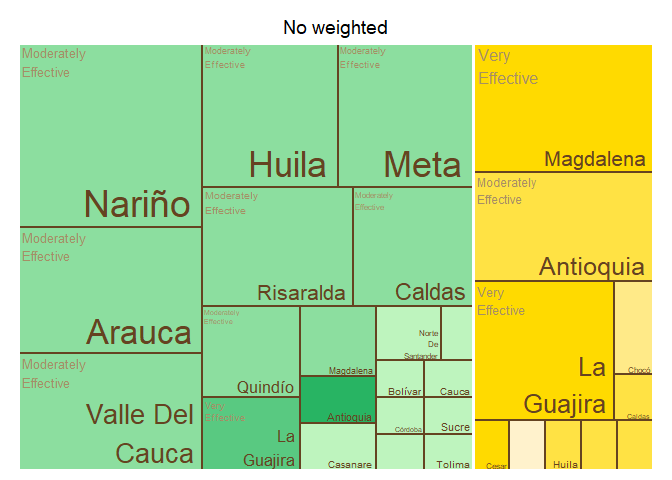 No weighted
Moderately
Effective
Nariño
Moderately
Effective
Huila
Moderately
Effective
Meta
Very
Effective
Magdalena
Moderately
Effective
Antioquia
Moderately
Effective
Risaralda
Moderately
Effective
Caldas
Moderately
Effective
Arauca
Moderately
Effective
Valle Del
Cauca
Moderately
Effective
Quindío
Very
Effective
La
Guajira
Magdalena
Antioquia
Casanare
Norte
De
Santander
Bolívar
Cauca
Córdoba
Sucre
Tolima
Very
Effective
La
Guajira
Chocó
Caldas
Cesar
Huila